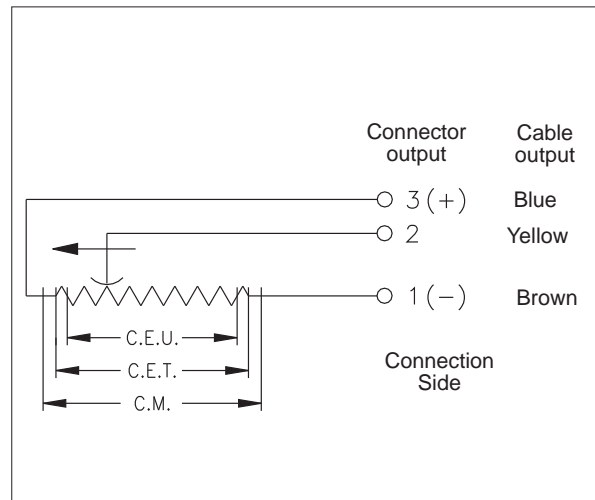 Connector output
Cable output
3 (+) Blue
2 Yellow
1 (−) Brown
C.E.U.
C.E.T.
C.M.
Connection Side